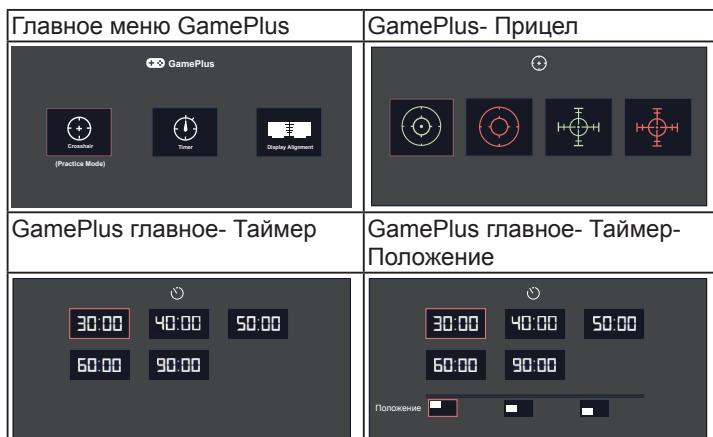 Главное меню GamePlus
GamePlus- Прицел
GamePlus
Crosshair
Timer
Display Alignment
(Practice Mode)
GamePlus главное- Таймер
GamePlus главное- Таймер-
Положение
30:00 40:00 50:00
60:00 90:00
30:00 40:00 50:00
60:00 90:00
Положение